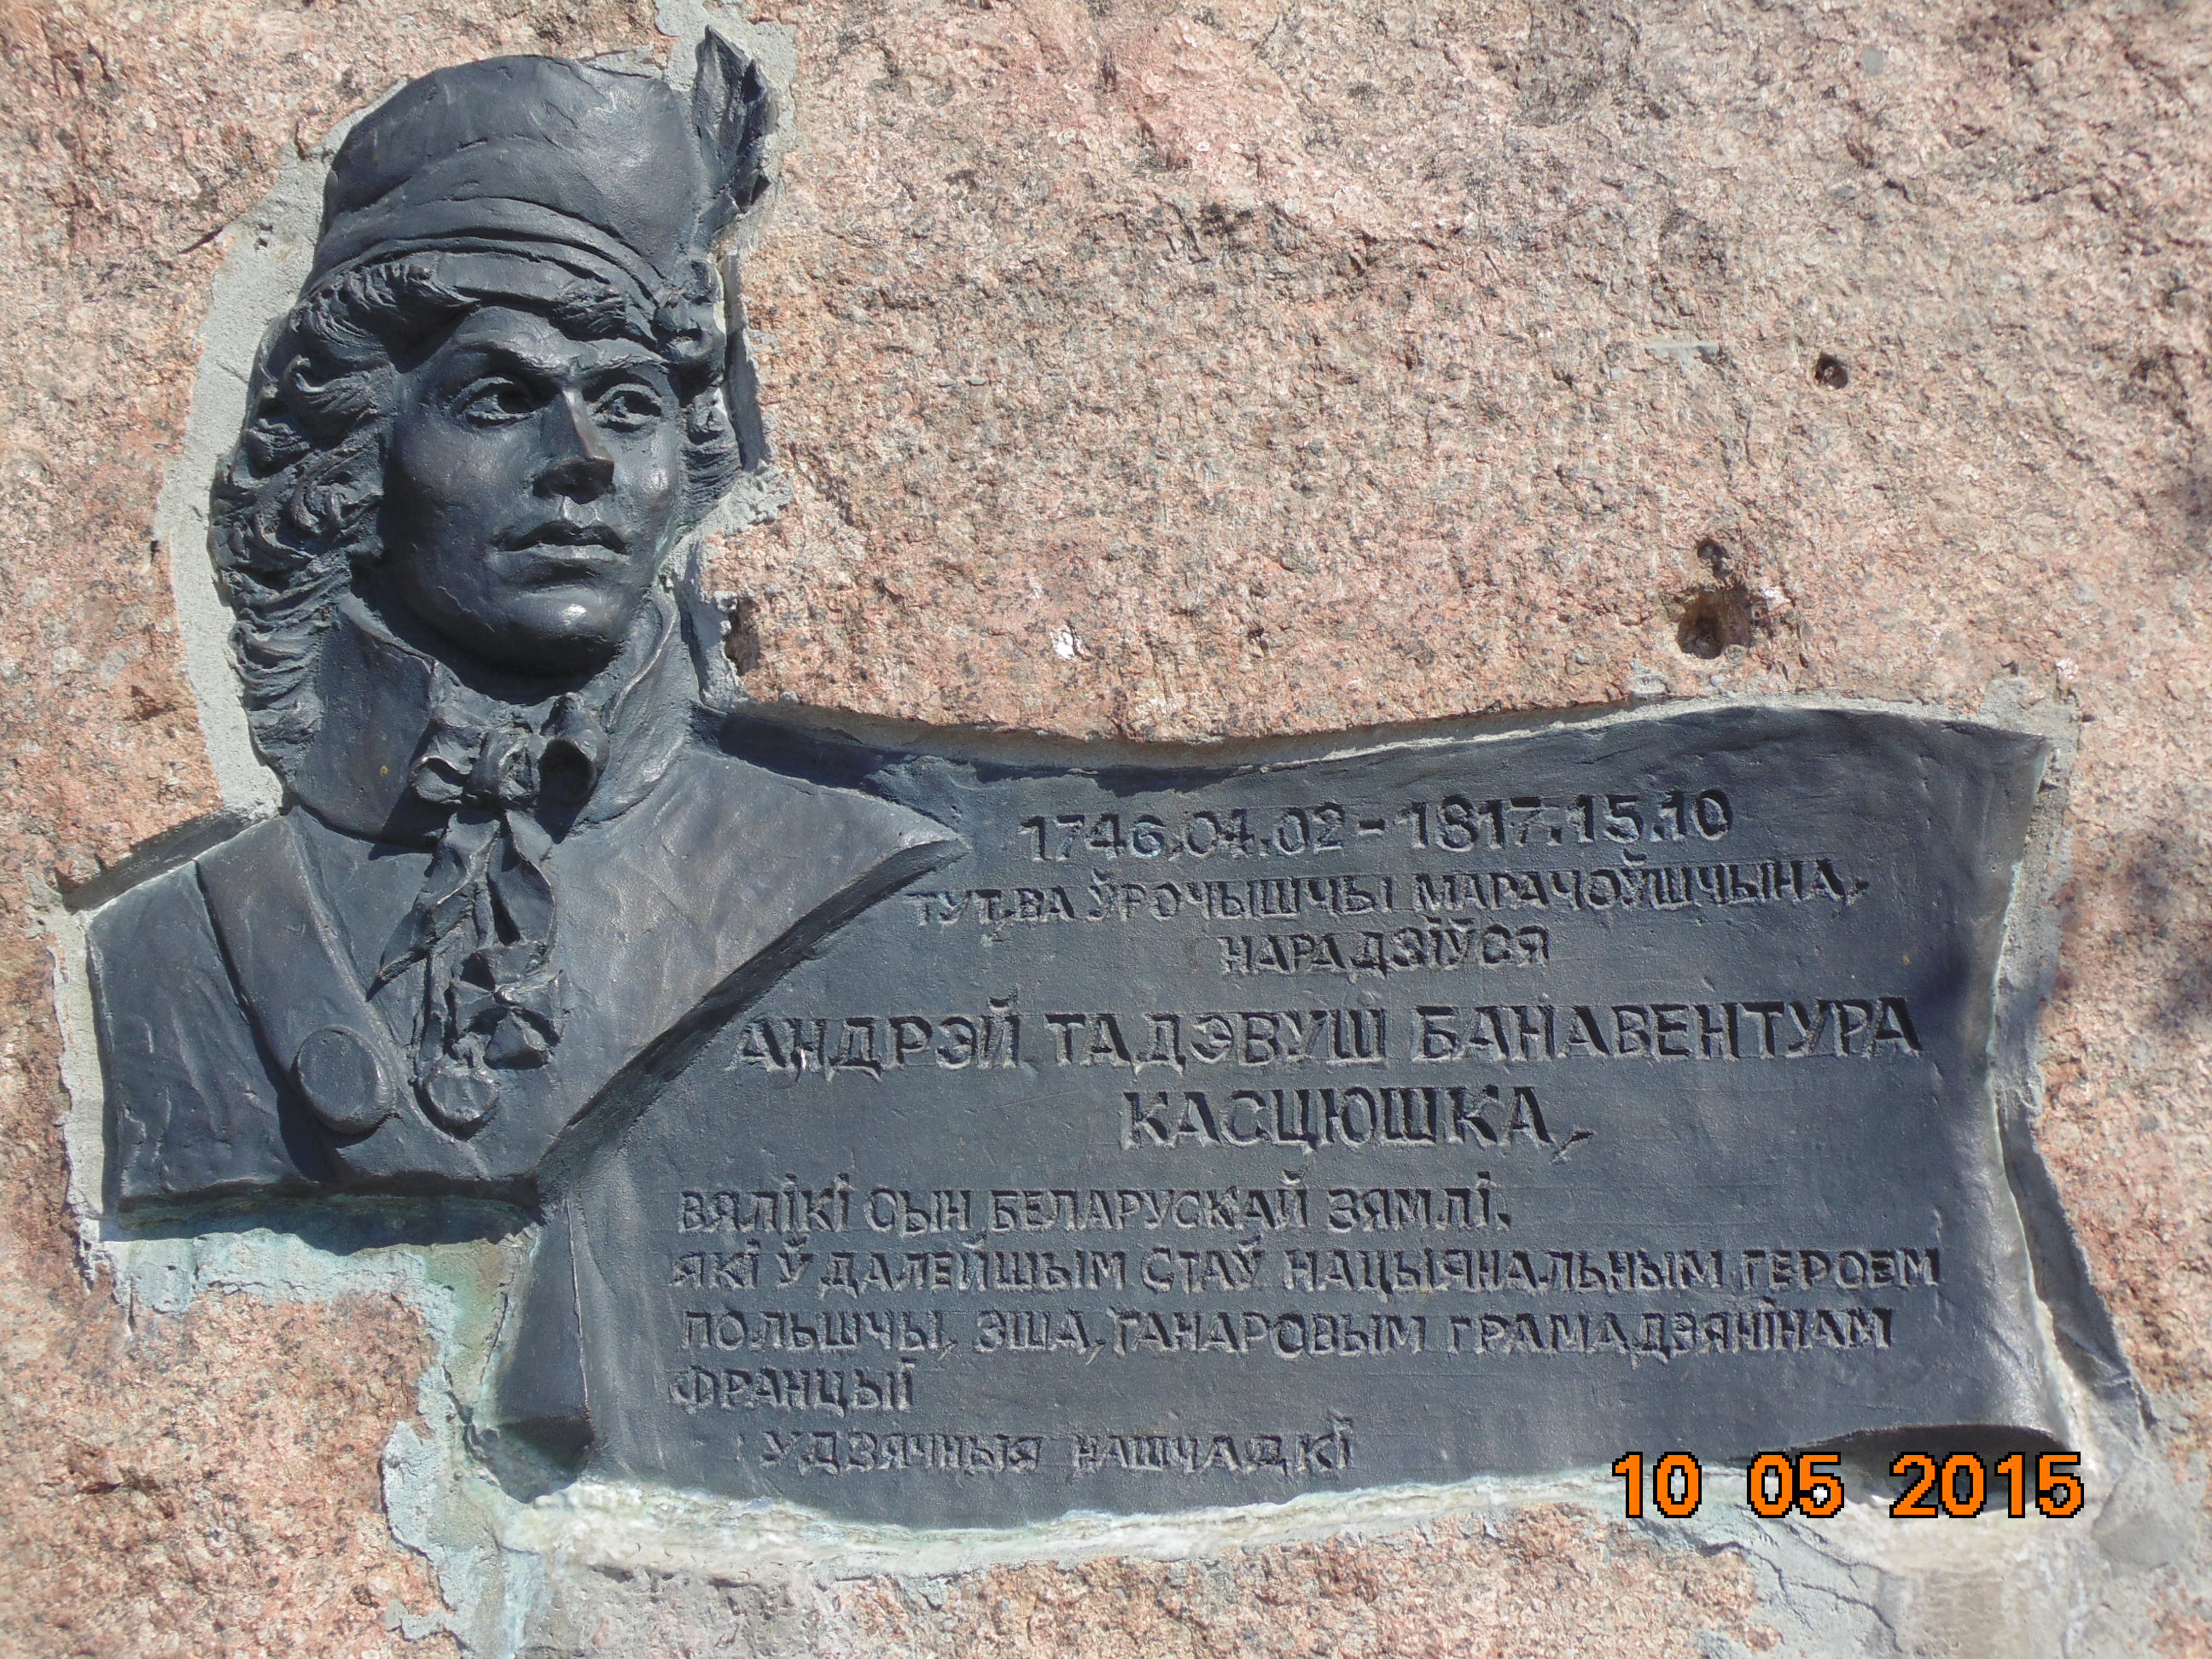 1746.04.02-1817.15.10
ТУТ, ВА ЎРОЧЫШЧЫ МАРАЧОЎШЧЫНА,
НАРАДЗІЎСЯ
АНДРЭЙ ТАДЭВУШ БАНАВЕНТУРА
КАСЦЮШКА,
ВЯЛІКІ СЫН БЕЛАРУСКАЙ ЗЯМЛІ,
ЯКІ Ў ДАЛЕЙШЫМ СТАЎ НАЦЫЯНАЛЬНЫМ ГЕРОЕМ
ПОЛЬШЧЫ, ЗША, ГАНАРОВЫМ ГРАМАДЗЯНІНАМ
ФРАНЦЫІ
УДЗЯЧНЫЯ НАШЧАДКІ
10 05 2015